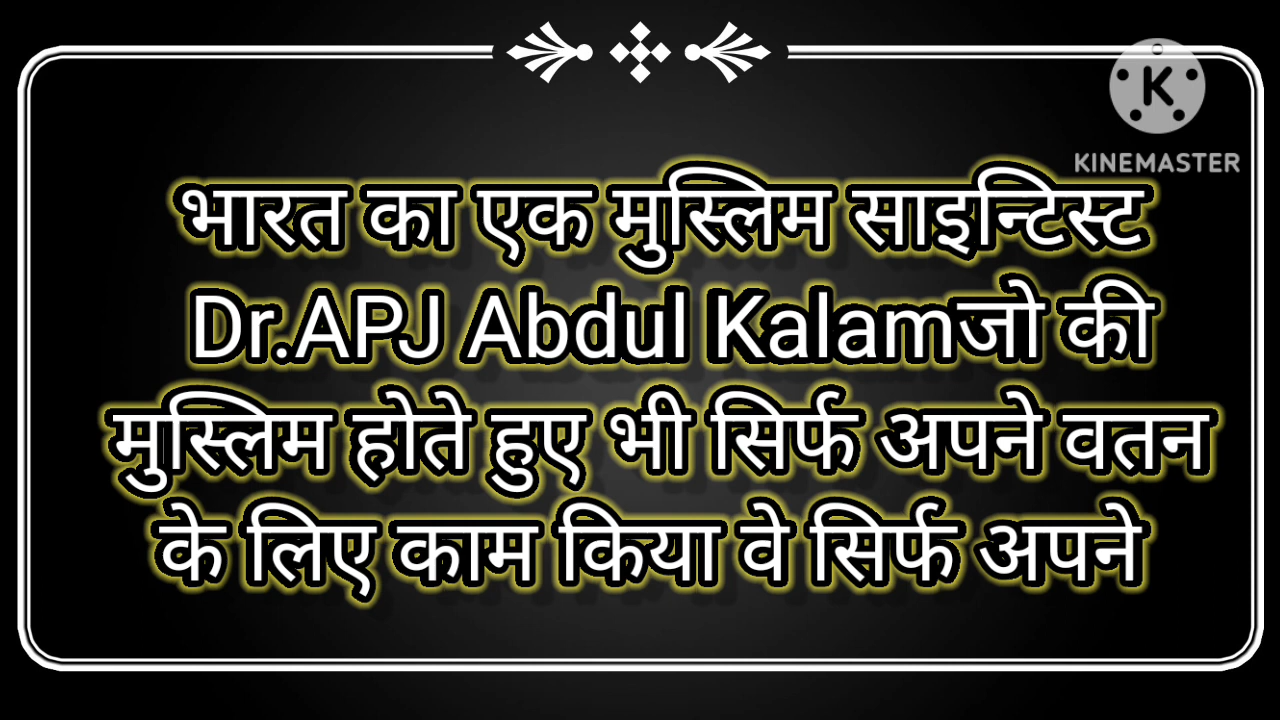 K
KINEMASTER
भारत का एक मुस्लिम साइन्टिस्ट
Dr.APJ Abdul Kalamजो की
मुस्लिम होते हुए भी सिर्फ अपने वतन
के लिए काम किया वे सिर्फ अपने